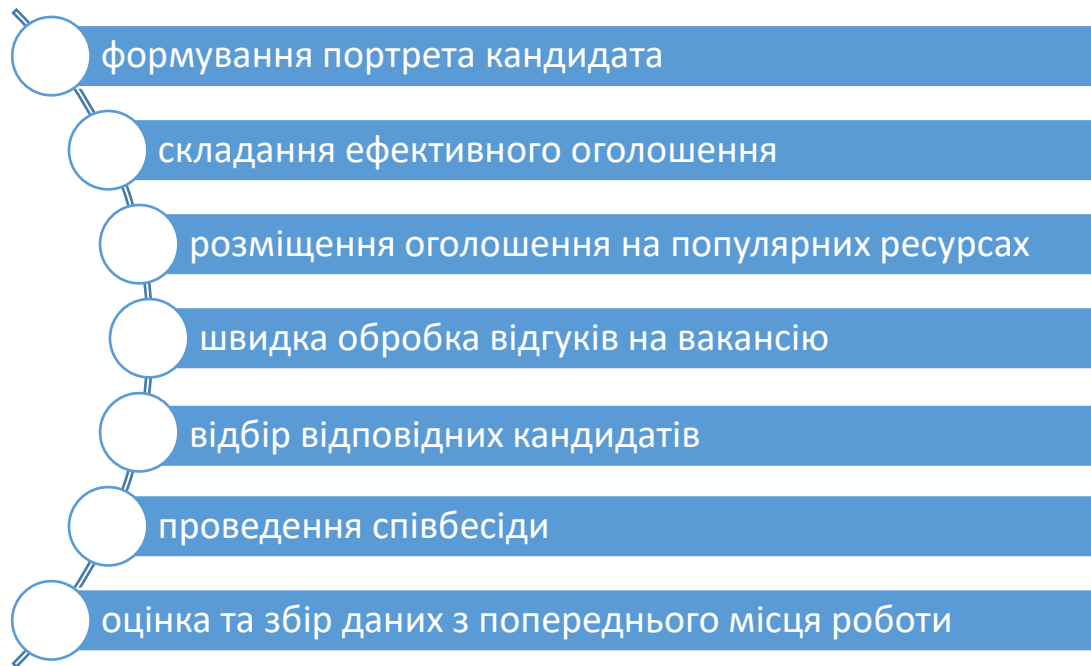 формування портрета кандидата
складання ефективного оголошення
розміщення оголошення на популярних ресурсах
швидка обробка відгуків на вакансію
відбір відповідних кандидатів
проведення співбесіди
оцінка та збір даних з попереднього місця роботи